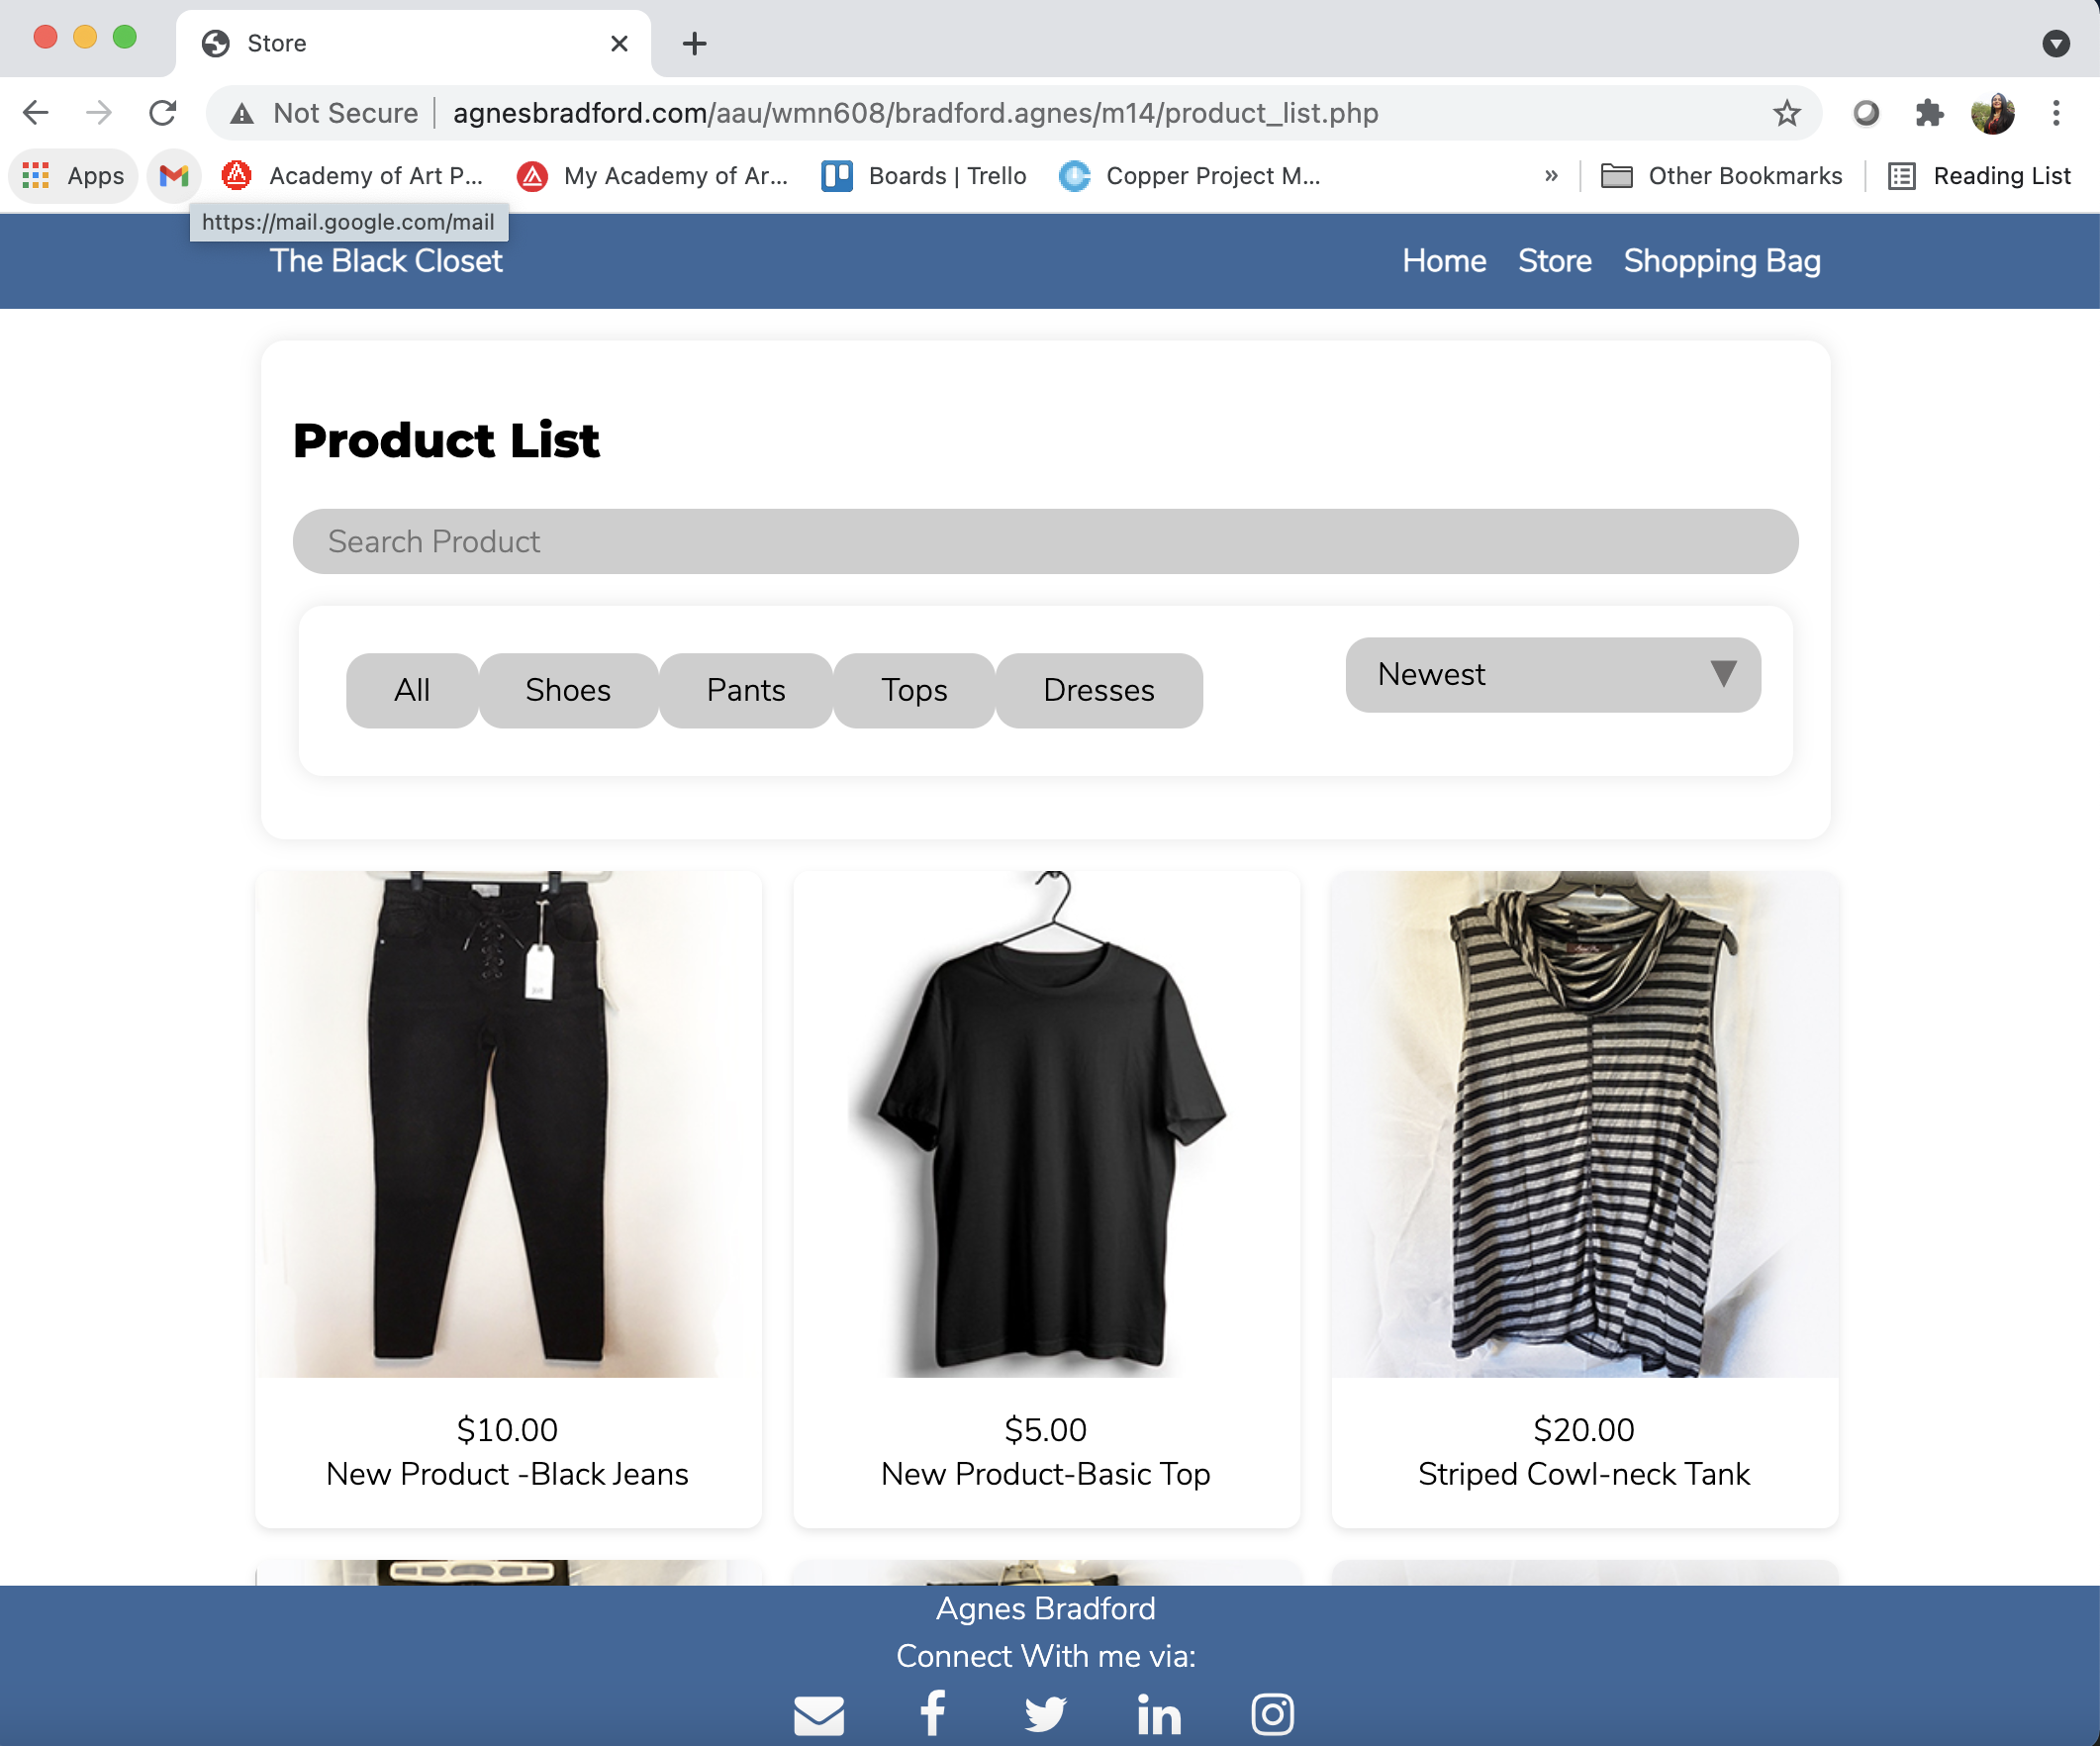 Store
Not Secure agnesbradford.com/aau/wmn608/bradford.agnes/m14/product_list.php
Apps Academy of Art P... My Academy of Ar... Boards | Trello Copper Project M... » Other Bookmarks Reading List
https://mail.google.com/mail
The Black Closet Home Store Shopping Bag
Product List
Search Product
All Shoes Pants Tops Dresses Newest
$10.00 $5.00 $20.00
New Product -Black Jeans New Product-Basic Top Striped Cowl-neck Tank
Agnes Bradford
Connect With me via: